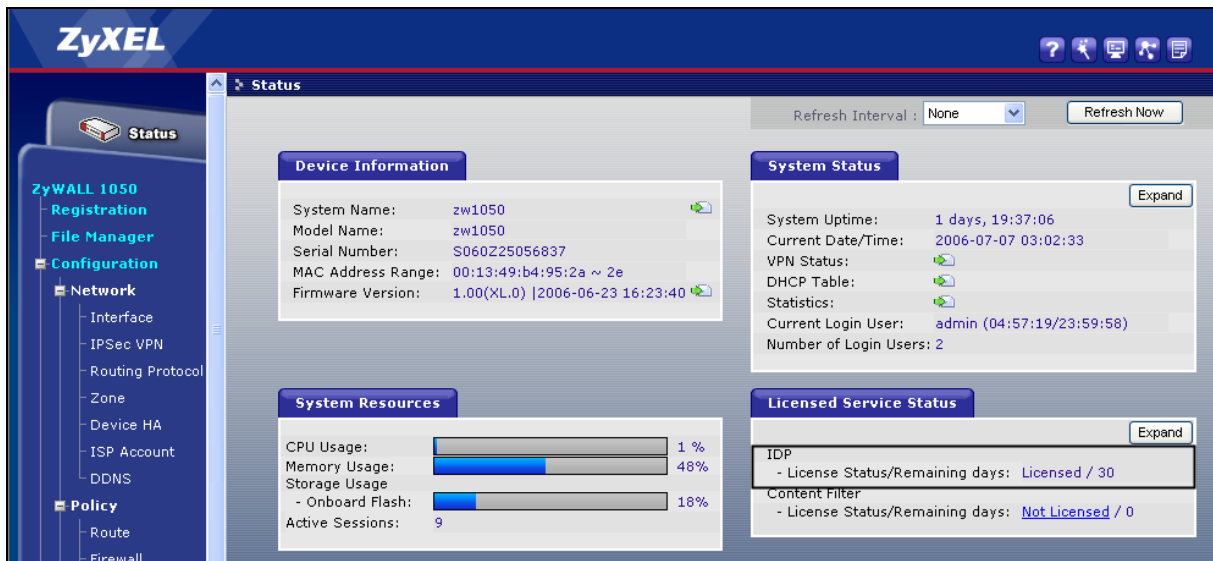 ZyXEL
Status
Status
Refresh Interval : None
Refresh Now
ZyWALL 1050
Registration
File Manager
Configuration
Network
Interface
IPSec VPN
Routing Protocol
Zone
Device HA
ISP Account
DDNS
Policy
Route
Firewall
Device Information
System Name: zw1050
Model Name: zw1050
Serial Number: S060Z25056837
MAC Address Range: 00:13:49:b4:95:2a ~ 2e
Firmware Version: 1.00(XL.0) |2006-06-23 16:23:40
System Status
Expand
System Uptime: 1 days, 19:37:06
Current Date/Time: 2006-07-07 03:02:33
VPN Status:
DHCP Table:
Statistics:
Current Login User: admin (04:57:19/23:59:58)
Number of Login Users: 2
System Resources
CPU Usage: 1 %
Memory Usage: 48%
Storage Usage
- Onboard Flash: 18%
Active Sessions: 9
Licensed Service Status
Expand
IDP
- License Status/Remaining days: Licensed / 30
Content Filter
- License Status/Remaining days: Not Licensed / 0